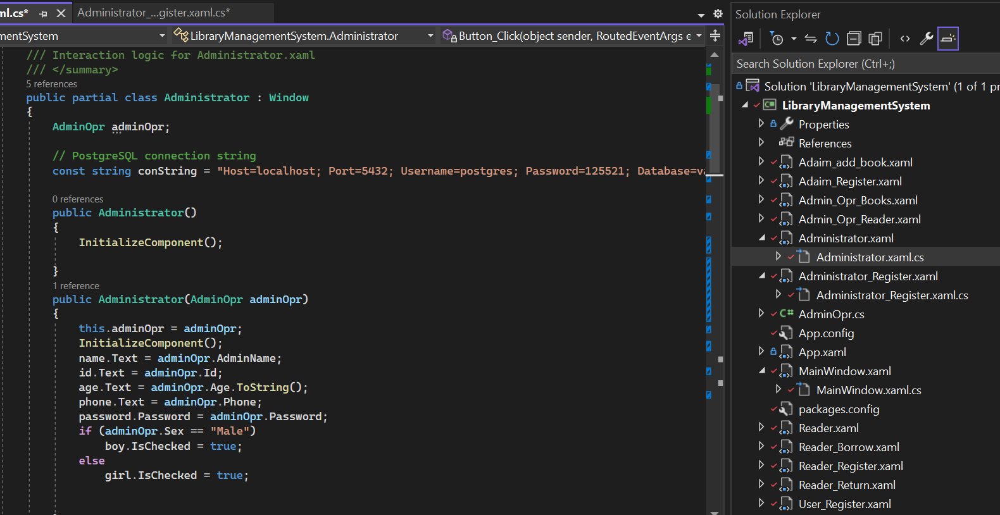 ml.cs*
Administrator_...gister.xaml.cs*
mentSystem
LibraryManagementSystem.Administrator
Button_Click(object sender, RoutedEventArgs e
/// Interaction logic for Administrator.xaml
/// </summary>
5 references
public partial class Administrator : Window
{
AdminOpr adminOpr;
// PostgreSQL connection string
const string conString = "Host=localhost; Port=5432; Username=postgres; Password=125521; Database=va
0 references
public Administrator()
{
InitializeComponent();
}
1 reference
public Administrator(AdminOpr adminOpr)
{
this.adminOpr = adminOpr;
InitializeComponent();
name.Text = adminOpr.AdminName;
id.Text = adminOpr.Id;
age.Text = adminOpr.Age.ToString();
phone.Text = adminOpr.Phone;
password.Password = adminOpr.Password;
if (adminOpr.Sex == "Male")
boy.IsChecked = true;
else
girl.IsChecked = true;
Solution Explorer
Search Solution Explorer (Ctrl+;)
Solution 'LibraryManagementSystem' (1 of 1 pr
C# LibraryManagementSystem
Properties
References
Adaim_add_book.xaml
Adaim_Register.xaml
Admin_Opr_Books.xaml
Admin_Opr_Reader.xaml
Administrator.xaml
Administrator.xaml.cs
Administrator_Register.xaml
Administrator_Register.xaml.cs
C# AdminOpr.cs
App.config
App.xaml
MainWindow.xaml
MainWindow.xaml.cs
packages.config
Reader.xaml
Reader_Borrow.xaml
Reader_Register.xaml
Reader_Return.xaml
User_Register.xaml